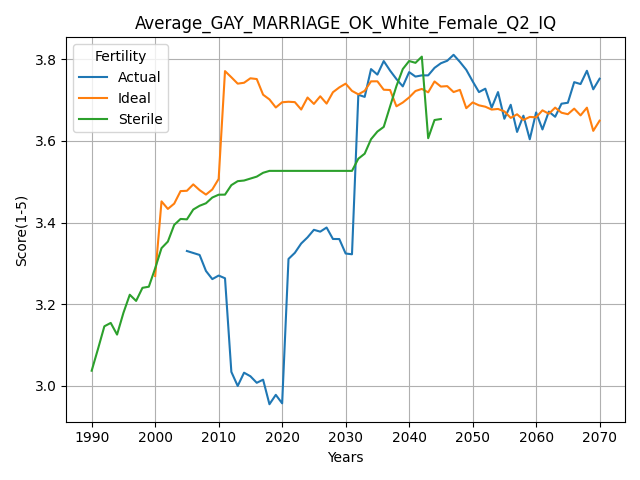 Average_GAY_MARRIAGE_OK_White_Female_Q2_IQ
Fertility
Actual
Ideal
Sterile
Score(1-5)
3.8
3.6
3.4
3.2
3.0
1990 2000 2010 2020 2030 2040 2050 2060 2070
Years